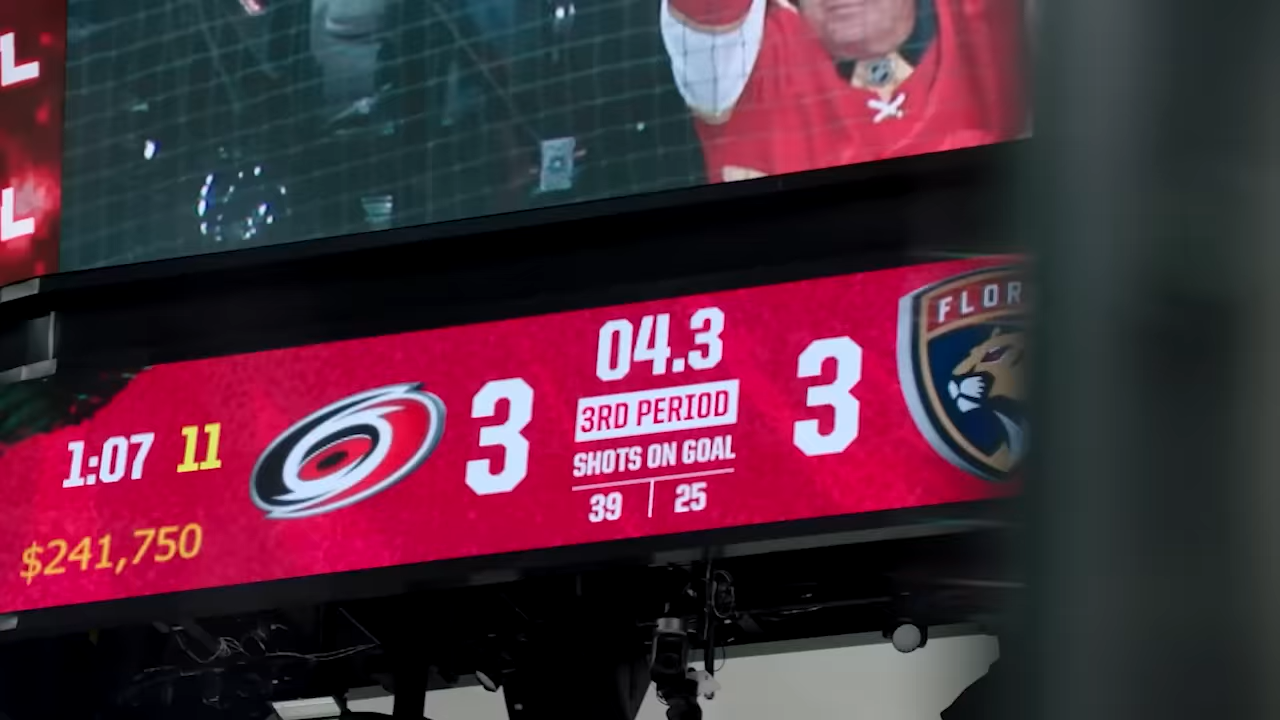 L
L
04.3
FLOR
1:07 11
3
3RD PERIOD
3
SHOTS ON GOAL
39 25
$241,750